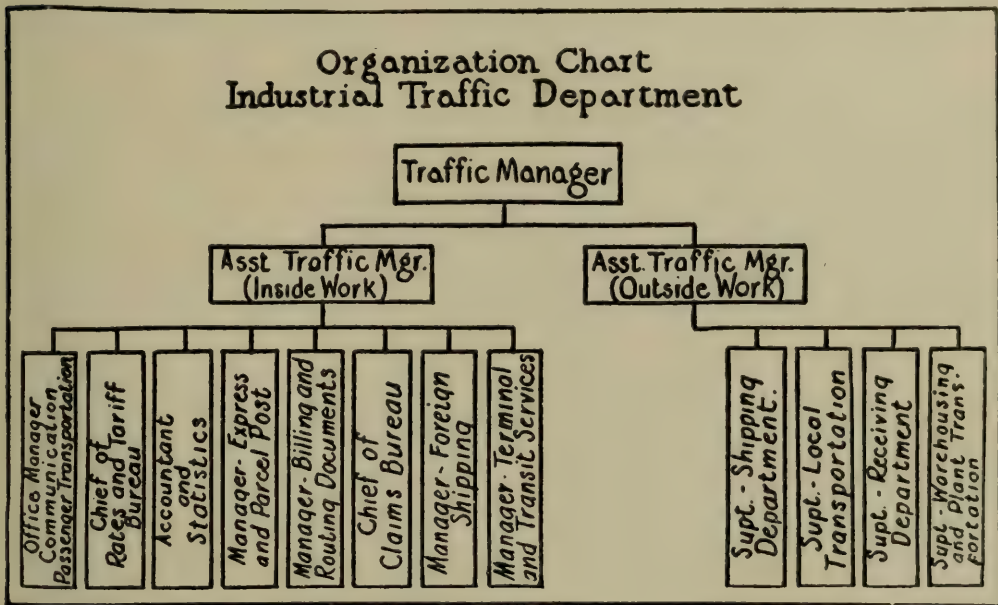 Organization Chart
Industrial Traffic Department
Traffic Manager
Asst Traffic Mgr.
(Inside Work)
Asst. Traffic Mgr.
(Outside Work)
Office Manager
Communication
Passenger Transportation
Chief of
Rates and Tariff
Bureau
Accountant
and
Statistics
Manager-Express
and Parcel Post
Manager-Billing and
Routing Documents
Chief of
Claims Bureau
Manager-Foreign
Shipping
Manager-Terminal
and Transit Services
Supt.-Shipping
Department.
Supt.-Local
Transportation
Supt.-Receiving
Department
Supt-Warehousing
and Plant Trans-
portation